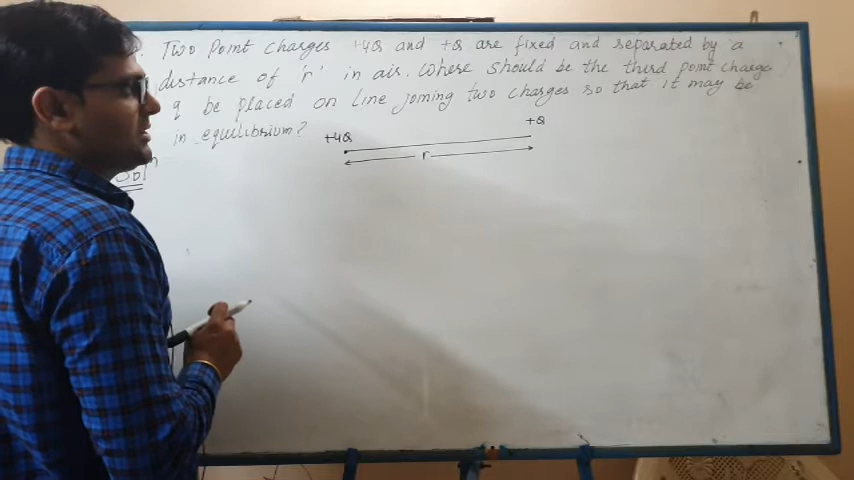 Two Point charges +4Q and +Q are fixed and separated by a
distance of 'r' in air. Where should be the third point charge
q be placed on line joining two charges so that it may be
in equilibrium?
+4Q +Q
r
Solⁿ